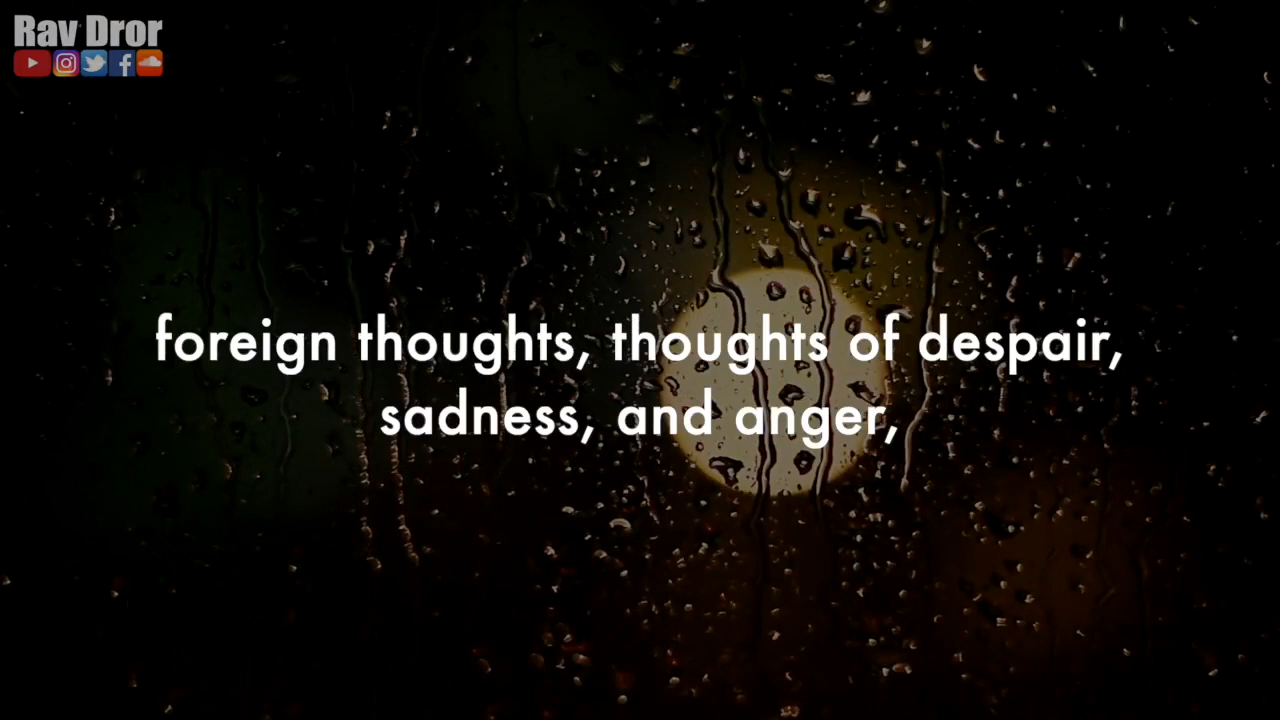 Rav Dror
foreign thoughts, thoughts of despair,
sadness, and anger,